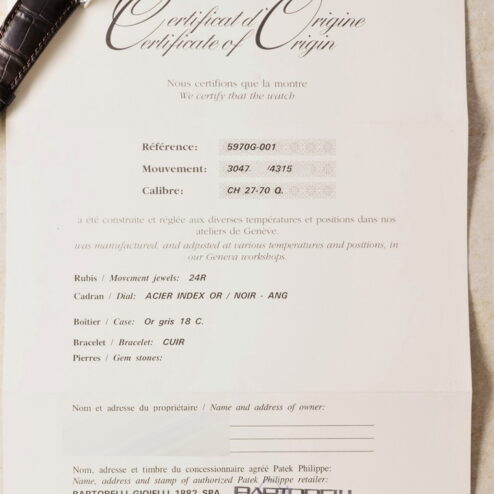 Certificat d'Origine
Certificate of Origin
Nous certifions que la montre
We certify that the watch
Référence: 5970G-001
Mouvement: 3047. /4315
Calibre: CH 27-70 Q.
a été construite et réglée aux diverses températures et positions dans nos
ateliers de Genève.
was manufactured, and adjusted at various temperatures and positions, in
our Geneva workshops.
Rubis / Movement jewels: 24R
Cadran / Dial: ACIER INDEX OR / NOIR - ANG
Boîtier / Case: Or gris 18 C.
Bracelet / Bracelet: CUIR
Pierres / Gem stones:
Nom et adresse du propriétaire / Name and address of owner:
Nom, adresse et timbre du concessionnaire agréé Patek Philippe:
Name, address and stamp of authorized Patek Philippe retailer:
BARTORELLI GIOIELLI 1882 SPA